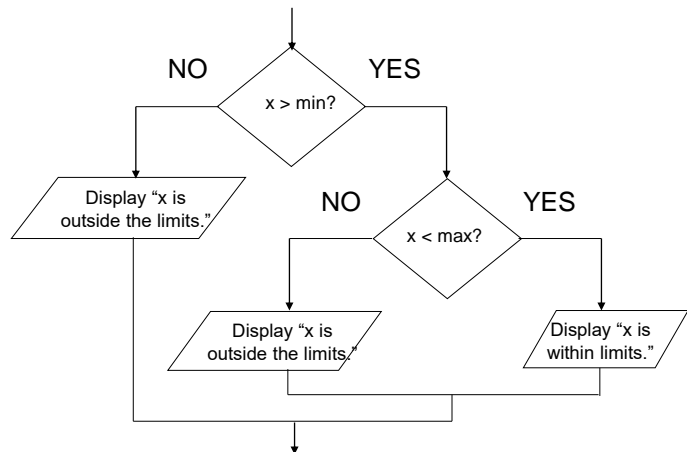 NO
YES
x > min?
Display “x is
outside the limits.”
NO
YES
x < max?
Display “x is
outside the limits.”
Display “x is
within limits.”